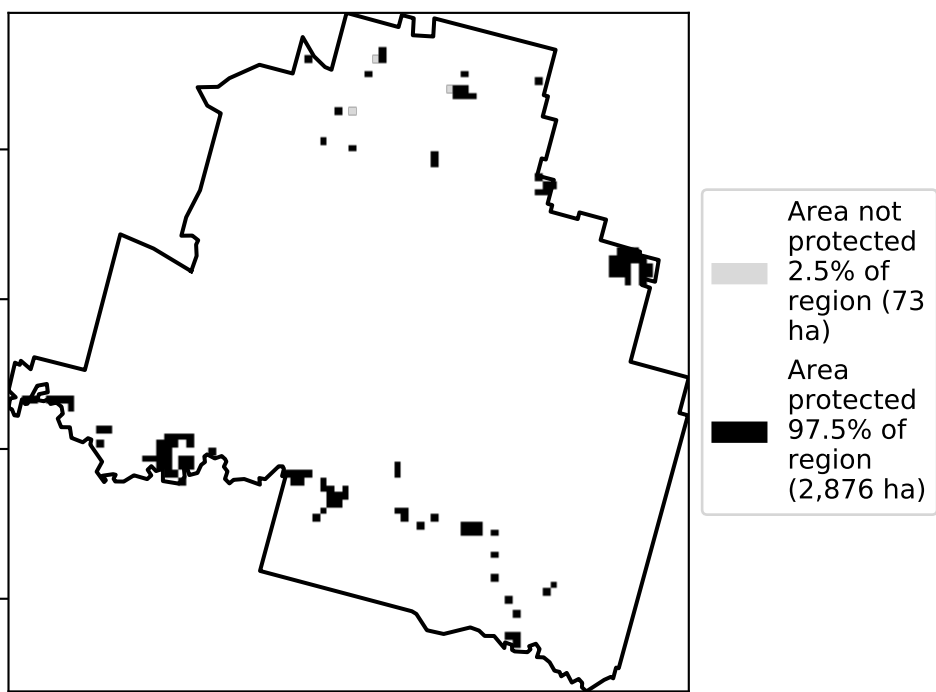 Area not
protected
2.5% of
region (73
ha)
Area
protected
97.5% of
region
(2,876 ha)